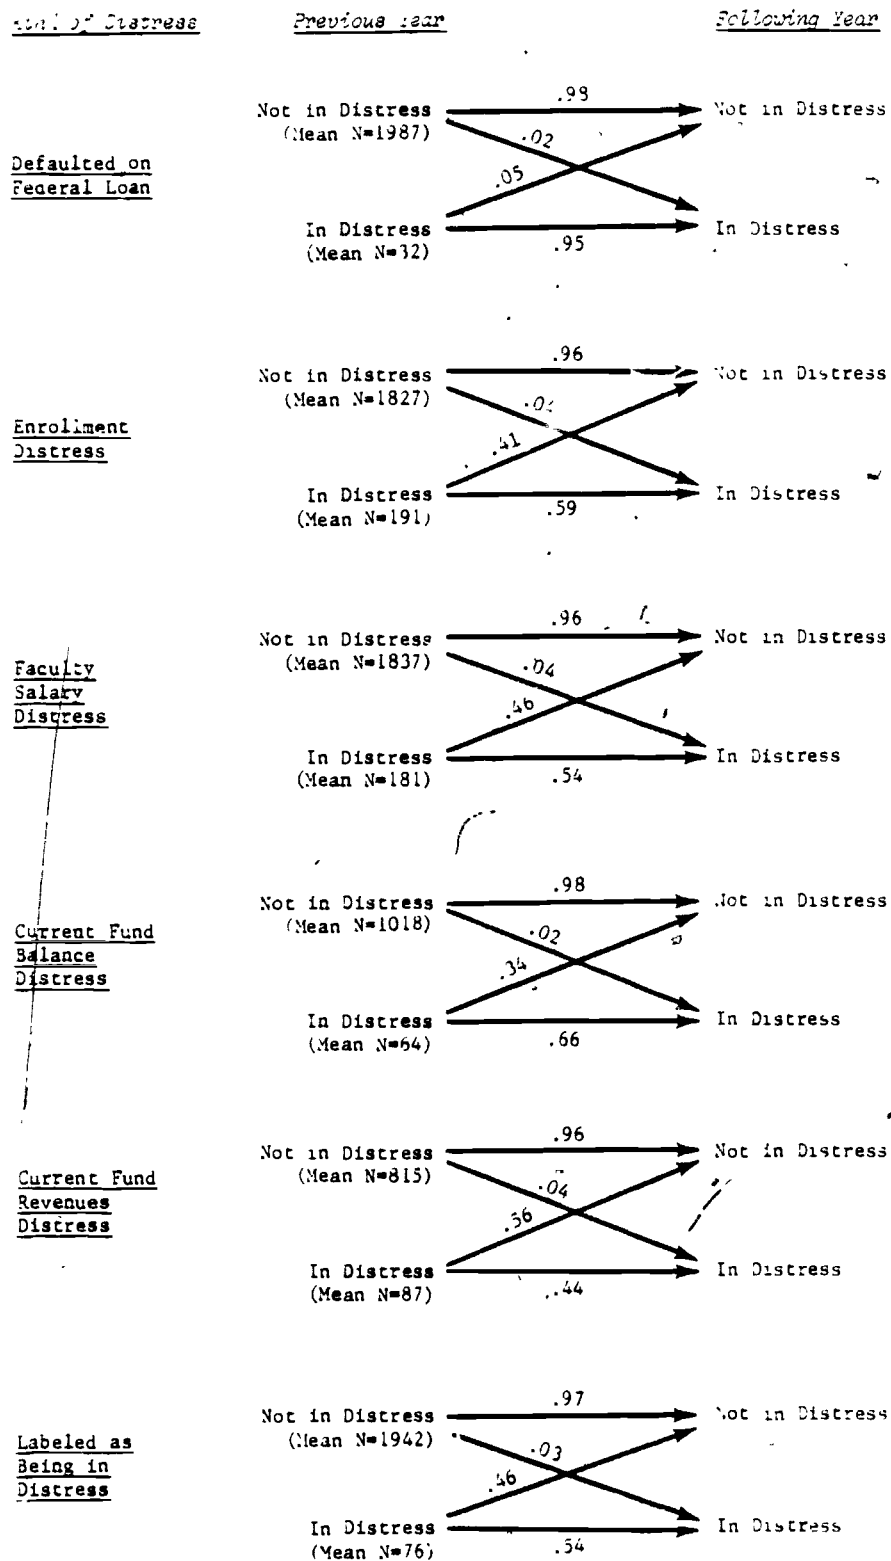 of Distress Previous Year Following Year
.98
Not in Distress Not in Distress
(Mean N=1987)
.02
Defaulted on
Federal Loan
.05
In Distress In Distress
(Mean N=32)
.95
.96
Not in Distress Not in Distress
(Mean N=1827)
Enrollment
Distress
.41
In Distress In Distress
(Mean N=191)
.59
.96
Not in Distress Not in Distress
(Mean N=1837)
.04
Faculty
Salary
Distress
.46
In Distress In Distress
(Mean N=181)
.54
.98
Not in Distress Not in Distress
(Mean N=1018)
.02
Current Fund
Balance
Distress
.34
In Distress In Distress
(Mean N=64)
.66
.96
Not in Distress Not in Distress
(Mean N=815)
.04
Current Fund
Revenues
Distress
.56
In Distress In Distress
(Mean N=87)
.44
.97
Not in Distress Not in Distress
(Mean N=1942)
.03
Labeled as
Being in
Distress
.46
In Distress In Distress
(Mean N=76)
.54